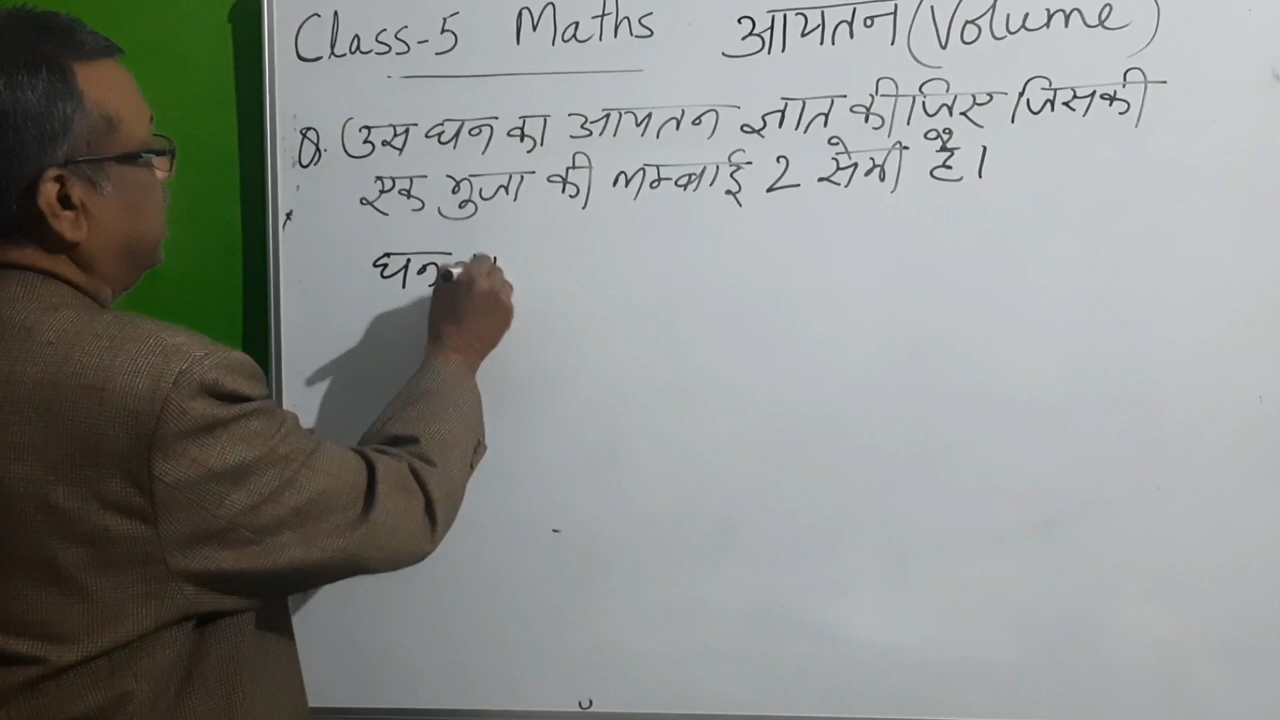 Class-5 Maths आयतन (Volume)
Q. उस घन का आयतन ज्ञात कीजिए जिसकी
एक भुजा की लम्बाई 2 सेमी है।
घन